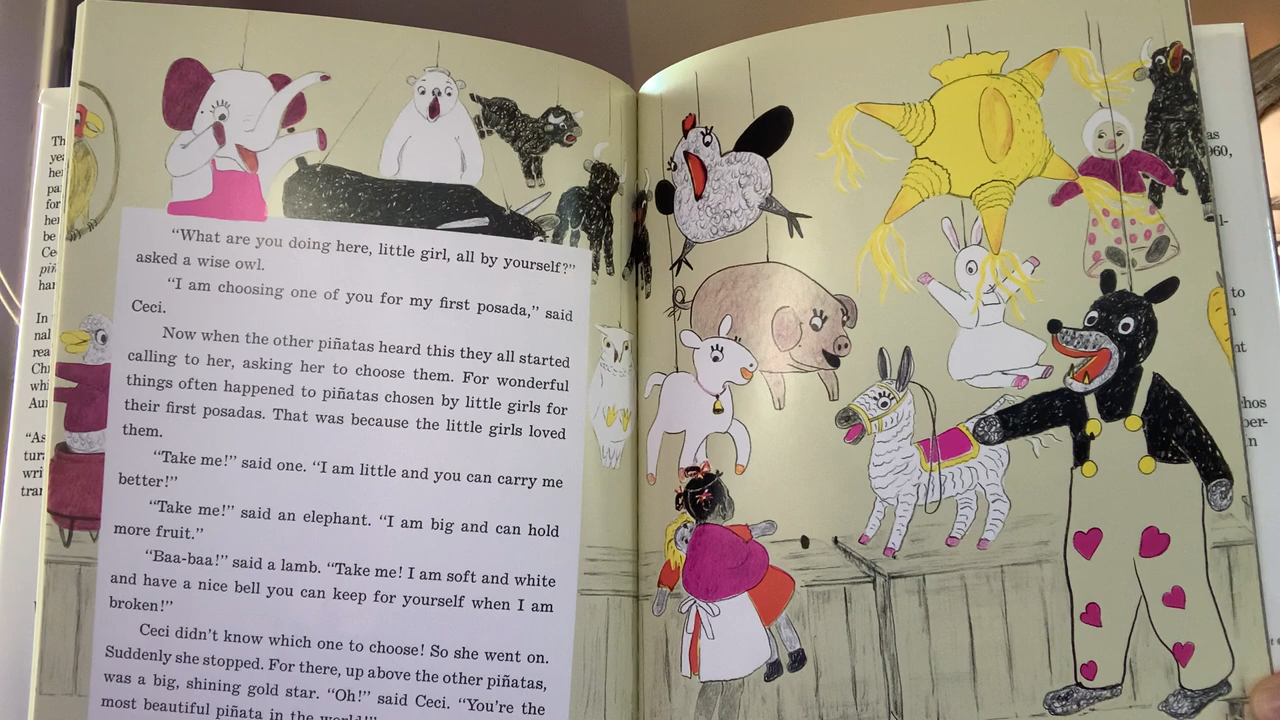 "What are you doing here, little girl, all by yourself?"
asked a wise owl.
"I am choosing one of you for my first posada," said
Ceci.
Now when the other piñatas heard this they all started
calling to her, asking her to choose them. For wonderful
things often happened to piñatas chosen by little girls for
their first posadas. That was because the little girls loved
them.
"Take me!" said one. "I am little and you can carry me
better!"
"Take me!" said an elephant. "I am big and can hold
more fruit."
"Baa-baa!" said a lamb. "Take me! I am soft and white
and have a nice bell you can keep for yourself when I am
broken!"
Ceci didn't know which one to choose! So she went on.
Suddenly she stopped. For there, up above the other piñatas,
was a big, shining gold star. "Oh!" said Ceci. "You're the
most beautiful piñata in the world!"